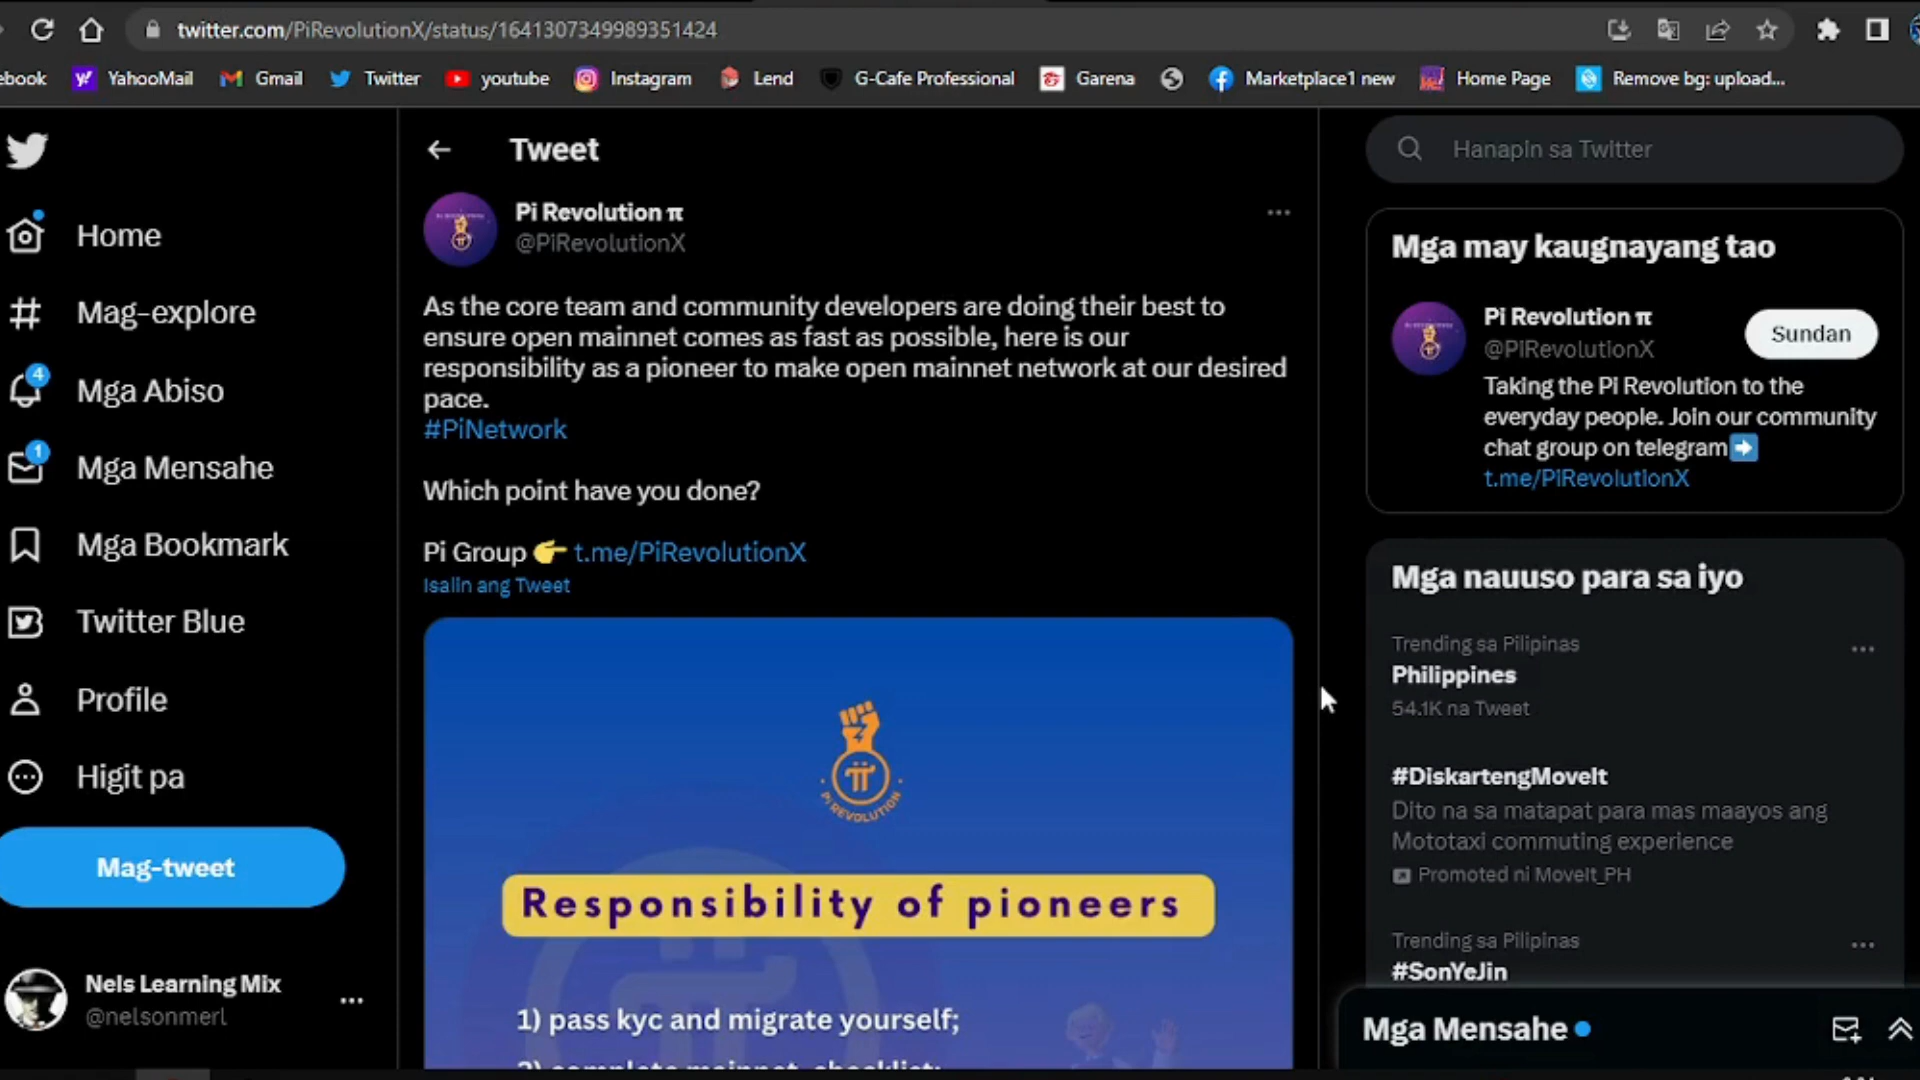 twitter.com/PiRevolutionX/status/1641307349989351424
ebook YahooMail Gmail Twitter youtube Instagram Lend G-Cafe Professional Garena Marketplace1 new Home Page Remove bg: upload...
Home
Mag-explore
4
Mga Abiso
1
Mga Mensahe
Mga Bookmark
Twitter Blue
Profile
Higit pa
Mag-tweet
Nels Learning Mix
@nelsonmerl
Tweet
Pi Revolution π
@PiRevolutionX
As the core team and community developers are doing their best to
ensure open mainnet comes as fast as possible, here is our
responsibility as a pioneer to make open mainnet network at our desired
pace.
#PiNetwork
Which point have you done?
Pi Group 👉 t.me/PiRevolutionX
Isalin ang Tweet
PI REVOLUTION
Responsibility of pioneers
1) pass kyc and migrate yourself;
2) complete mainnet checklist;
Hanapin sa Twitter
Mga may kaugnayang tao
Pi Revolution π
@PIRevolutionX
Sundan
Taking the Pi Revolution to the
everyday people. Join our community
chat group on telegram➡️
t.me/PiRevolutionX
Mga nauuso para sa iyo
Trending sa Pilipinas
Philippines
54.1K na Tweet
#DiskartengMoveIt
Dito na sa matapat para mas maayos ang
Mototaxi commuting experience
Promoted ni MoveIt_PH
Trending sa Pilipinas
#SonYeJin
Mga Mensahe